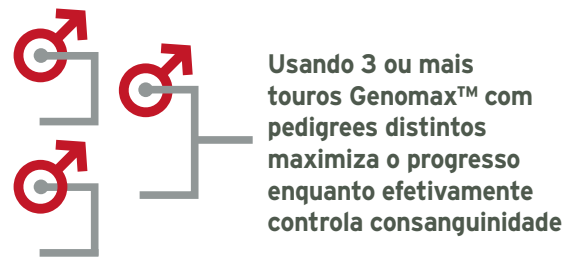 Usando 3 ou mais
touros Genomax™ com
pedigrees distintos
maximiza o progresso
enquanto efetivamente
controla consanguinidade